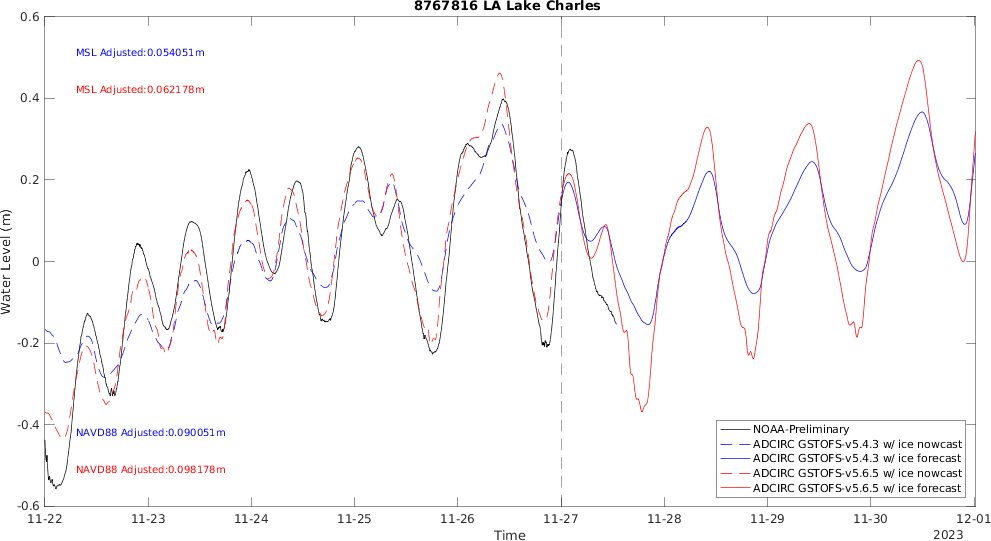 8767816 LA Lake Charles
0.6
MSL Adjusted:0.054051m
0.4
MSL Adjusted:0.062178m
0.2
0
Water Level (m)
-0.2
-0.4
NAVD88 Adjusted:0.090051m
NAVD88 Adjusted:0.098178m
-0.6
NOAA-Preliminary
ADCIRC GSTOFS-v5.4.3 w/ ice nowcast
ADCIRC GSTOFS-v5.4.3 w/ ice forecast
ADCIRC GSTOFS-v5.6.5 w/ ice nowcast
ADCIRC GSTOFS-v5.6.5 w/ ice forecast
11-22 11-23 11-24 11-25 11-26 11-27 11-28 11-29 11-30 12-01
Time
2023